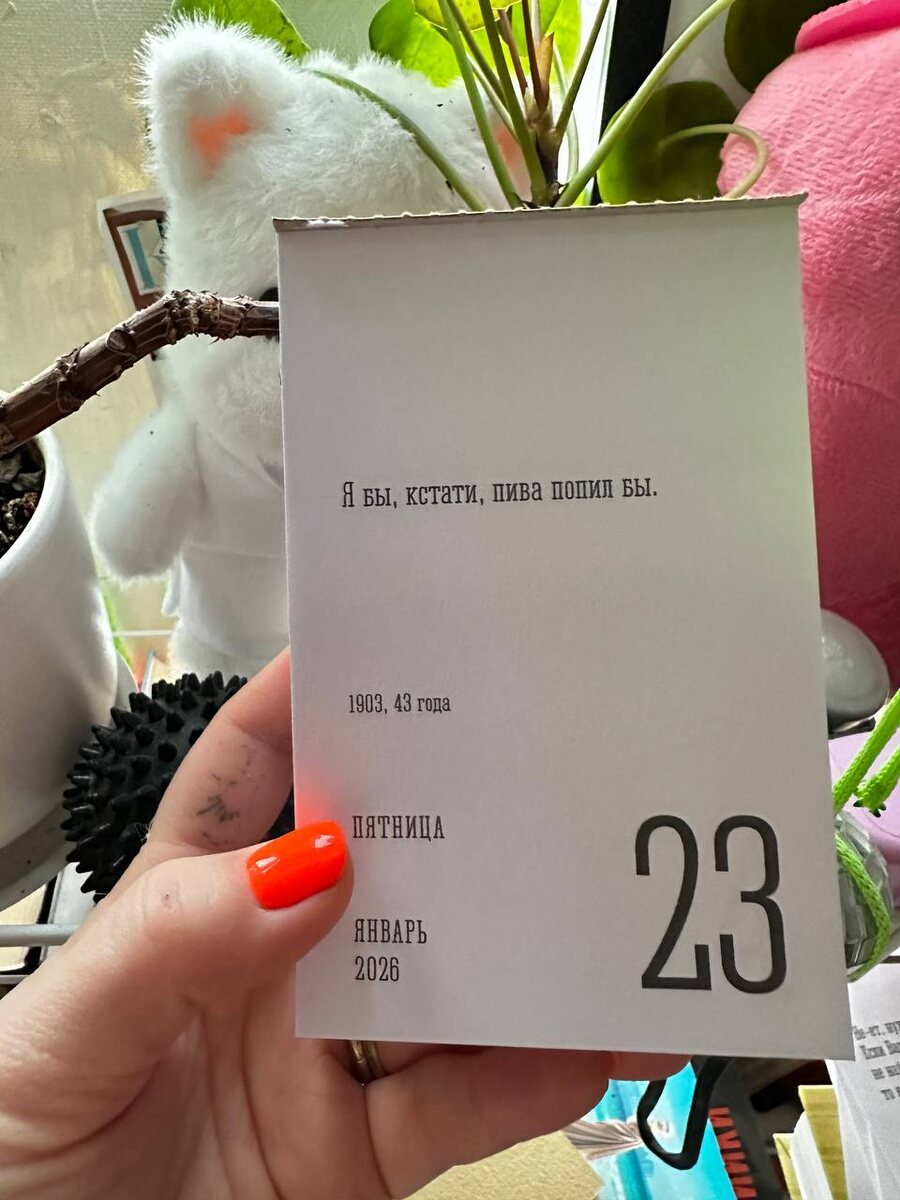 Я бы, кстати, пива попил бы.
1903, 43 года
ПЯТНИЦА
23
ЯНВАРЬ
2026